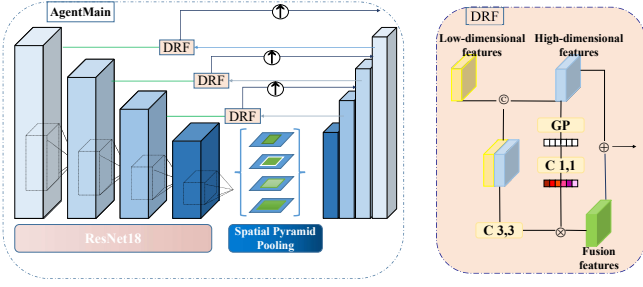 AgentMain
DRF
DRF
DRF
ResNet18
Spatial Pyramid
Pooling
DRF
Low-dimensional
features
High-dimensional
features
©
GP
C 1,1
C 3,3
Fusion
features